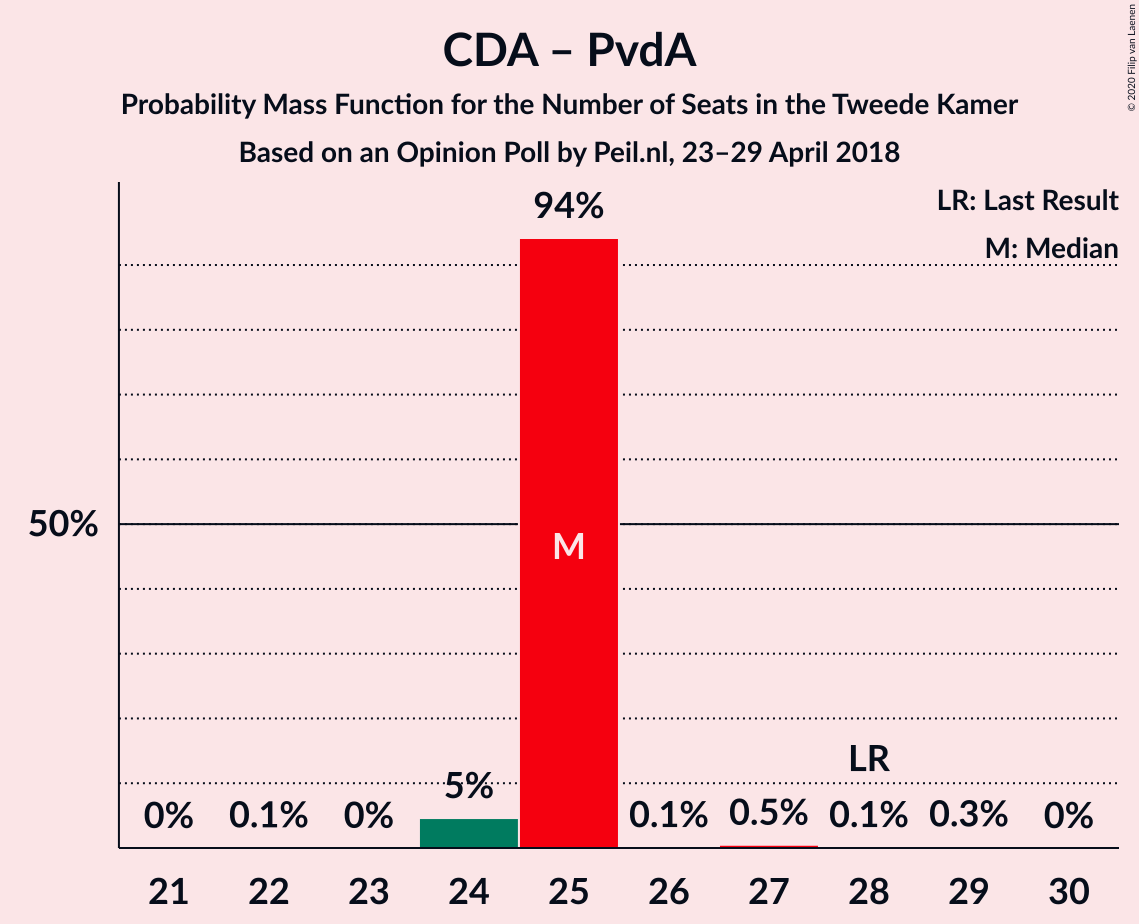 CDA – PvdA
Probability Mass Function for the Number of Seats in the Tweede Kamer
Based on an Opinion Poll by Peil.nl, 23–29 April 2018
© 2020 Filip van Laenen
LR: Last Result
M: Median
94%
50%
M
LR
0% 0.1% 0% 5% 0.1% 0.5% 0.1% 0.3% 0%
21 22 23 24 25 26 27 28 29 30